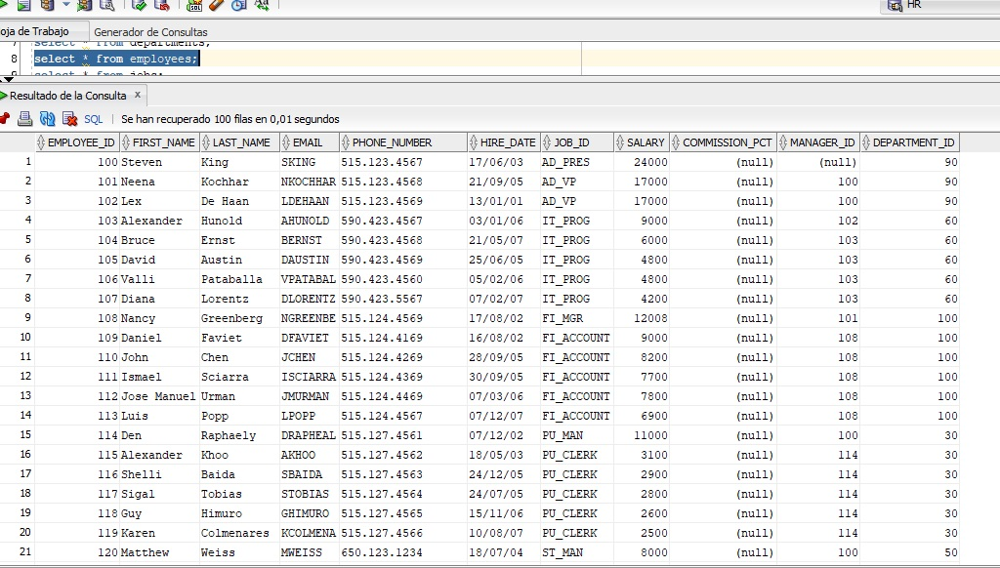 HR
oja de Trabajo Generador de Consultas
7 select * from departments;
8 select * from employees;
9 select * from jobs;
Resultado de la Consulta x
SQL | Se han recuperado 100 filas en 0,01 segundos
EMPLOYEE_ID FIRST_NAME LAST_NAME EMAIL PHONE_NUMBER HIRE_DATE JOB_ID SALARY COMMISSION_PCT MANAGER_ID DEPARTMENT_ID
1 100 Steven King SKING 515.123.4567 17/06/03 AD_PRES 24000 (null) (null) 90
2 101 Neena Kochhar NKOCHHAR 515.123.4568 21/09/05 AD_VP 17000 (null) 100 90
3 102 Lex De Haan LDEHAAN 515.123.4569 13/01/01 AD_VP 17000 (null) 100 90
4 103 Alexander Hunold AHUNOLD 590.423.4567 03/01/06 IT_PROG 9000 (null) 102 60
5 104 Bruce Ernst BERNST 590.423.4568 21/05/07 IT_PROG 6000 (null) 103 60
6 105 David Austin DAUSTIN 590.423.4569 25/06/05 IT_PROG 4800 (null) 103 60
7 106 Valli Pataballa VPATABAL 590.423.4560 05/02/06 IT_PROG 4800 (null) 103 60
8 107 Diana Lorentz DLORENTZ 590.423.5567 07/02/07 IT_PROG 4200 (null) 103 60
9 108 Nancy Greenberg NGREENBE 515.124.4569 17/08/02 FI_MGR 12008 (null) 101 100
10 109 Daniel Faviet DFAVIET 515.124.4169 16/08/02 FI_ACCOUNT 9000 (null) 108 100
11 110 John Chen JCHEN 515.124.4269 28/09/05 FI_ACCOUNT 8200 (null) 108 100
12 111 Ismael Sciarra ISCIARRA 515.124.4369 30/09/05 FI_ACCOUNT 7700 (null) 108 100
13 112 Jose Manuel Urman JMURMAN 515.124.4469 07/03/06 FI_ACCOUNT 7800 (null) 108 100
14 113 Luis Popp LPOPP 515.124.4567 07/12/07 FI_ACCOUNT 6900 (null) 108 100
15 114 Den Raphaely DRAPHEAL 515.127.4561 07/12/02 PU_MAN 11000 (null) 100 30
16 115 Alexander Khoo AKHOO 515.127.4562 18/05/03 PU_CLERK 3100 (null) 114 30
17 116 Shelli Baida SBAIDA 515.127.4563 24/12/05 PU_CLERK 2900 (null) 114 30
18 117 Sigal Tobias STOBIAS 515.127.4564 24/07/05 PU_CLERK 2800 (null) 114 30
19 118 Guy Himuro GHIMURO 515.127.4565 15/11/06 PU_CLERK 2600 (null) 114 30
20 119 Karen Colmenares KCOLMENA 515.127.4566 10/08/07 PU_CLERK 2500 (null) 114 30
21 120 Matthew Weiss MWEISS 650.123.1234 18/07/04 ST_MAN 8000 (null) 100 50